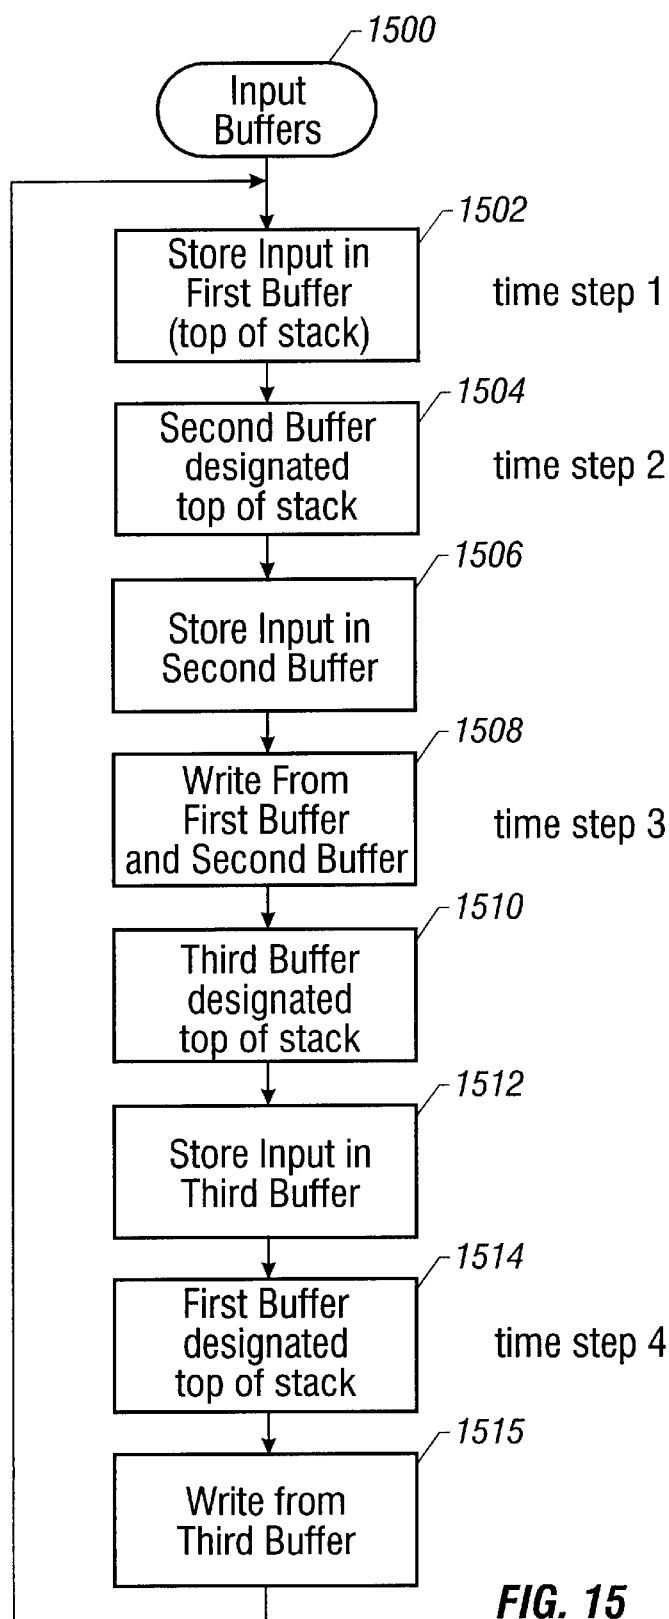 1500
Input
Buffers
1502
Store Input in
First Buffer
(top of stack)
time step 1
1504
Second Buffer
designated
top of stack
time step 2
1506
Store Input in
Second Buffer
1508
Write From
First Buffer
and Second Buffer
time step 3
1510
Third Buffer
designated
top of stack
1512
Store Input in
Third Buffer
1514
First Buffer
designated
top of stack
time step 4
1515
Write from
Third Buffer
FIG. 15